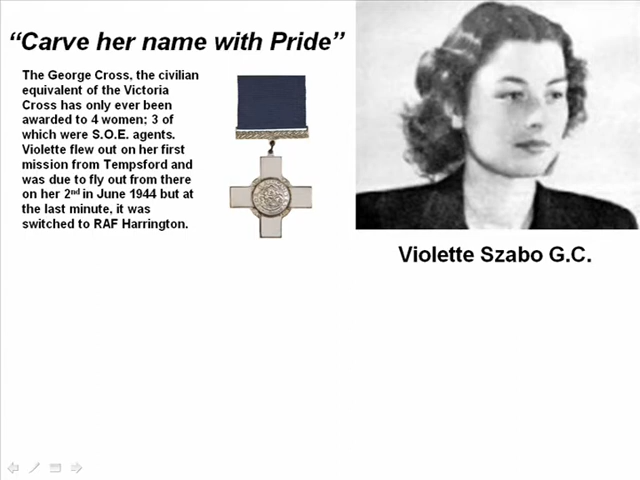 “Carve her name with Pride”
The George Cross, the civilian
equivalent of the Victoria
Cross has only ever been
awarded to 4 women; 3 of
which were S.O.E. agents.
Violette flew out on her first
mission from Tempsford and
was due to fly out from there
on her 2nd in June 1944 but at
the last minute, it was
switched to RAF Harrington.
Violette Szabo G.C.